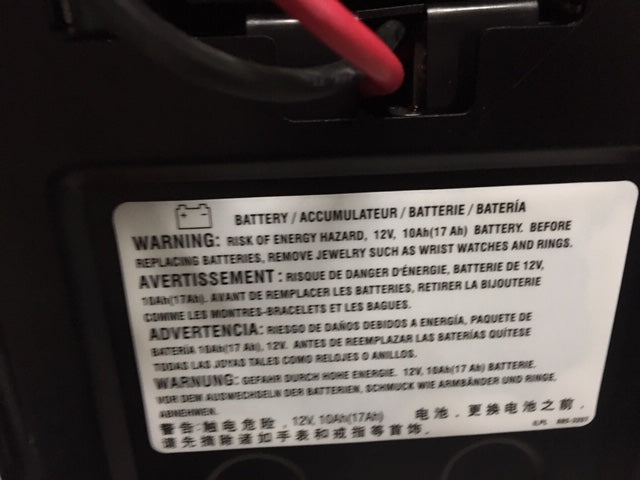 BATTERY / ACCUMULATEUR / BATTERIE / BATERÍA
WARNING: RISK OF ENERGY HAZARD, 12V, 10Ah(17 Ah) BATTERY. BEFORE
REPLACING BATTERIES, REMOVE JEWELRY SUCH AS WRIST WATCHES AND RINGS.
AVERTISSEMENT : RISQUE DE DANGER D'ÉNERGIE, BATTERIE DE 12V,
10Ah(17Ah). AVANT DE REMPLACER LES BATTERIES, RETIRER LA BIJOUTERIE
COMME LES MONTRES-BRACELETS ET LES BAGUES.
ADVERTENCIA: RIESGO DE DAÑOS DEBIDOS A ENERGÍA, PAQUETE DE
BATERÍA 10Ah(17 Ah), 12V. ANTES DE REEMPLAZAR LAS BATERÍAS QUÍTESE
TODAS LAS JOYAS TALES COMO RELOJES O ANILLOS.
WARNUNG: GEFAHR DURCH HOHE ENERGIE. 12V, 10Ah(17 Ah) BATTERIE.
VOR DEM AUSWECHSELN DER BATTERIEN, SCHMUCK WIE ARMBÄNDER UND RINGE,
ABNEHMEN.
警告: 触电危险 . 12V, 10Ah(17Ah) 电池 . 更换电池之前 .
请先摘除诸如手表和戒指等首饰 .